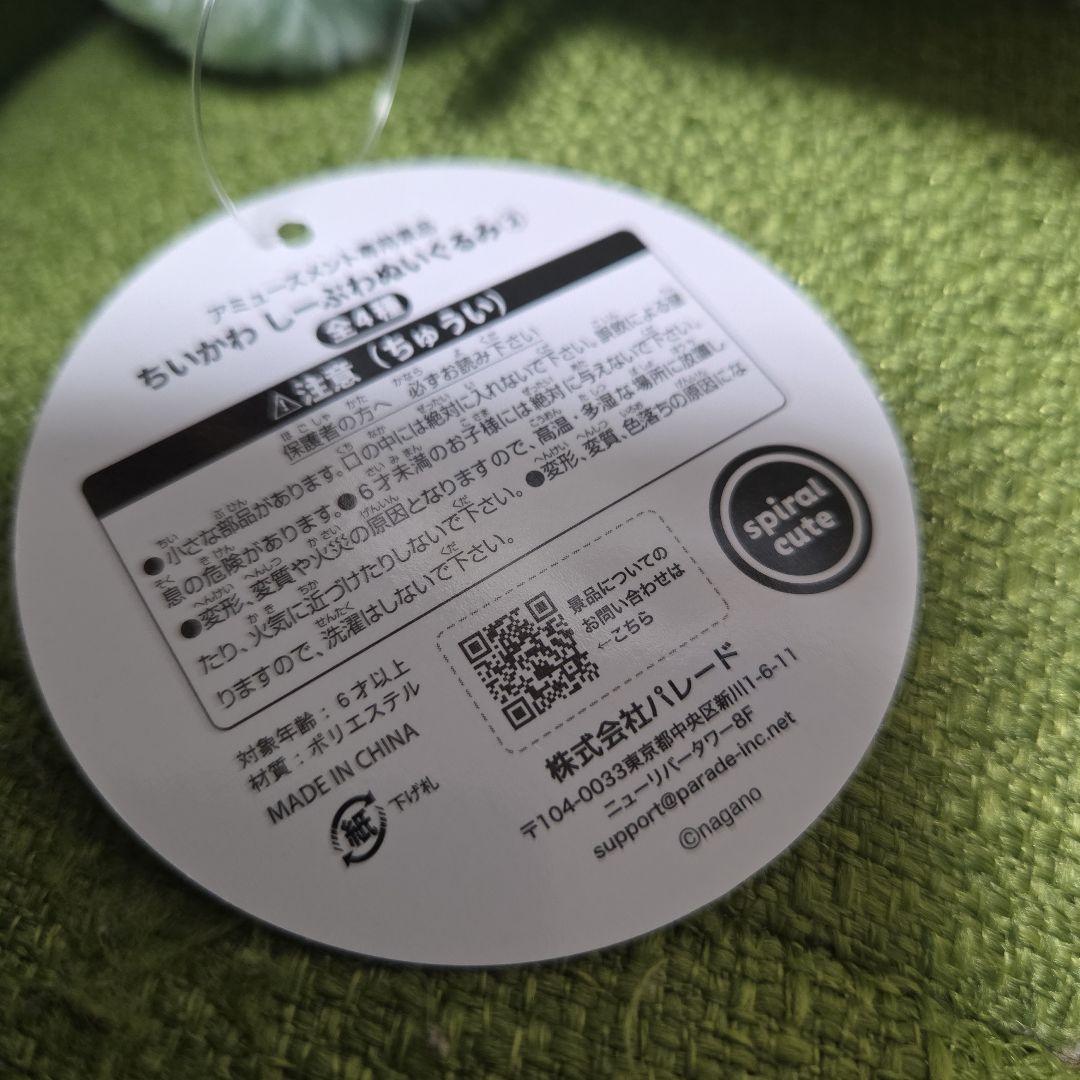 アミューズメント専用景品
ちいかわ しーぷわぬいぐるみ②
全4種
⚠注意(ちゅうい)
保護者の方へ 必ずお読み下さい
●小さな部品があります。口の中には絶対に入れないで下さい。誤飲による窒
息の危険があります。●6才未満のお子様には絶対に与えないで下さい。
●変形、変質や火災の原因となりますので、高温・多湿な場所に放置し
たり、火気に近づけたりしないで下さい。●変形、変質、色落ちの原因にな
りますので、洗濯はしないで下さい。
対象年齢:6才以上
材質:ポリエステル
MADE IN CHINA
紙
下げ札
景品についての
お問い合わせは
←こちら
spiral
cute
株式会社パレード
〒104-0033東京都中央区新川1-6-11
ニューリバータワー8F
support@parade-inc.net
©nagano